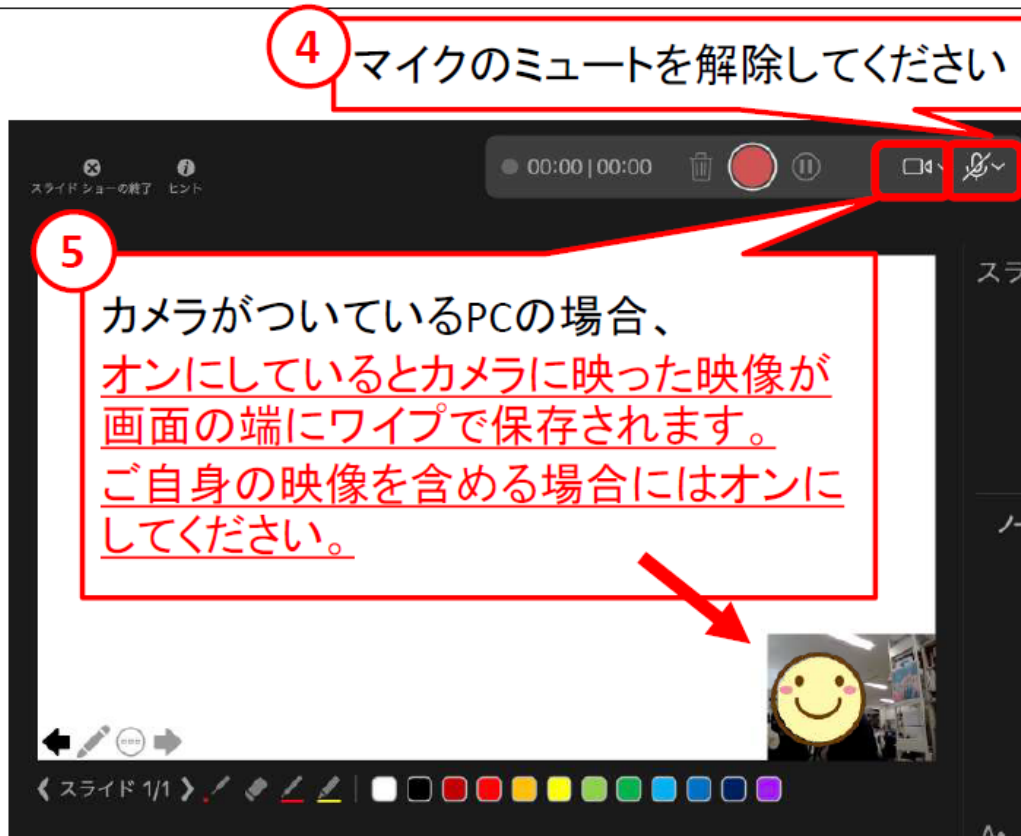 4
マイクのミュートを解除してください
スライド ショーの終了 ヒント
00:00 | 00:00
5
カメラがついているPCの場合、
オンにしているとカメラに映った映像が
画面の端にワイプで保存されます。
ご自身の映像を含める場合にはオンに
してください。
スラ
ノー
スライド 1/1